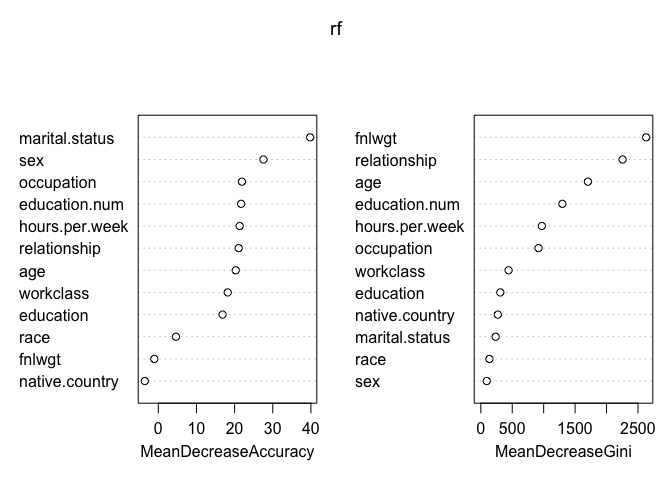 rf
marital.status
sex
occupation
education.num
hours.per.week
relationship
age
workclass
education
race
fnlwgt
native.country
0 10 20 30 40
MeanDecreaseAccuracy
fnlwgt
relationship
age
education.num
hours.per.week
occupation
workclass
education
native.country
marital.status
race
sex
0 500 1500 2500
MeanDecreaseGini